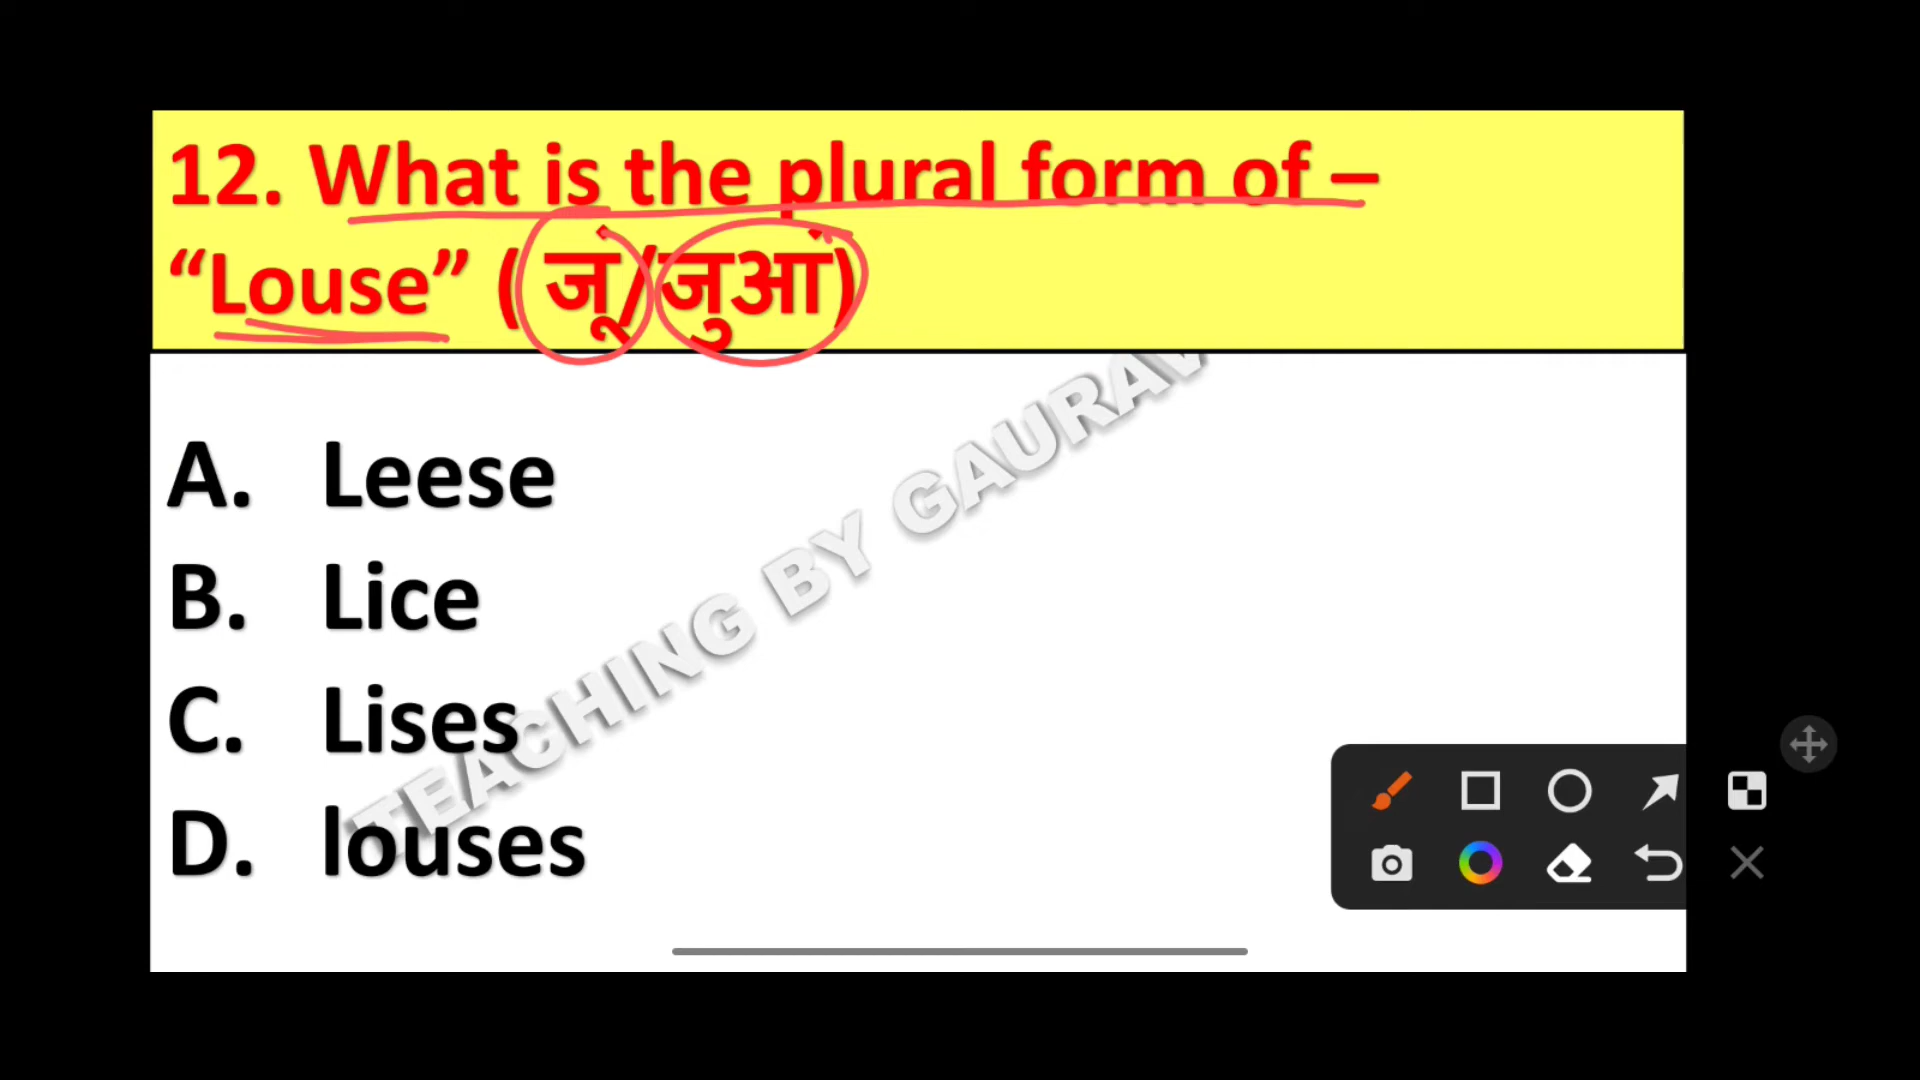 12. What is the plural form of –
“Louse” ( जूं/जुआं)
A. Leese
B. Lice
C. Lises
D. louses
TEACHING BY GAURAV